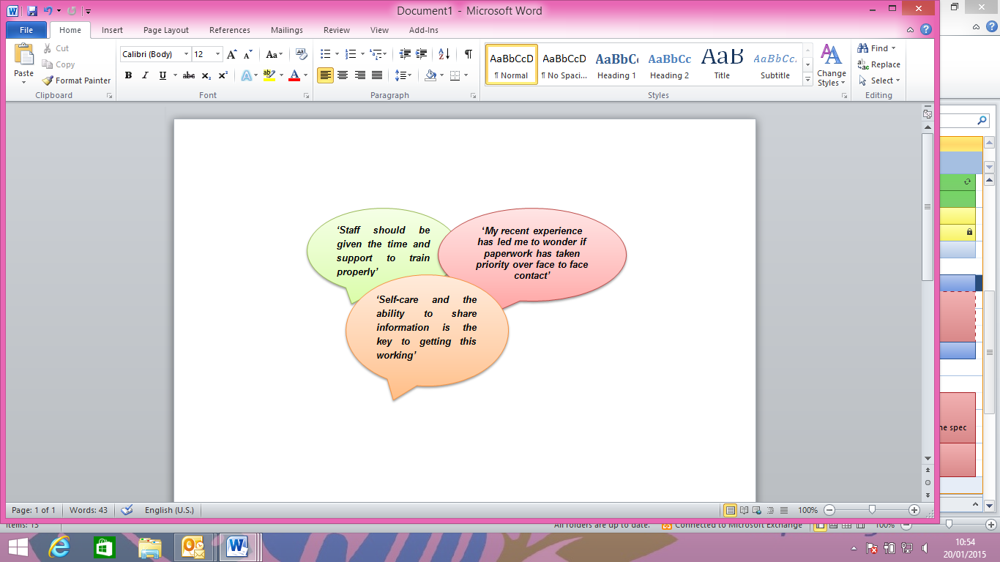 Document1 - Microsoft Word
File Home Insert Page Layout References Mailings Review View Add-Ins
Paste
Cut
Copy
Format Painter
Clipboard
Calibri (Body) 12
Font
Paragraph
AaBbCcD AaBbCcD AaBbCc AaBbCc AaB AaBbCc.
¶ Normal ¶ No Spaci... Heading 1 Heading 2 Title Subtitle
Styles
Change Styles
Find
Replace
Select
Editing
‘Staff should be
given the time and
support to train
properly’
‘My recent experience
has led me to wonder if
paperwork has taken
priority over face to face
contact’
‘Self-care and the
ability to share
information is the
key to getting this
working’
he spec
Page: 1 of 1 Words: 43 English (U.S.) 100%
Items: 13 All folders are up to date. Connected to Microsoft Exchange 100%
10:54
20/01/2015